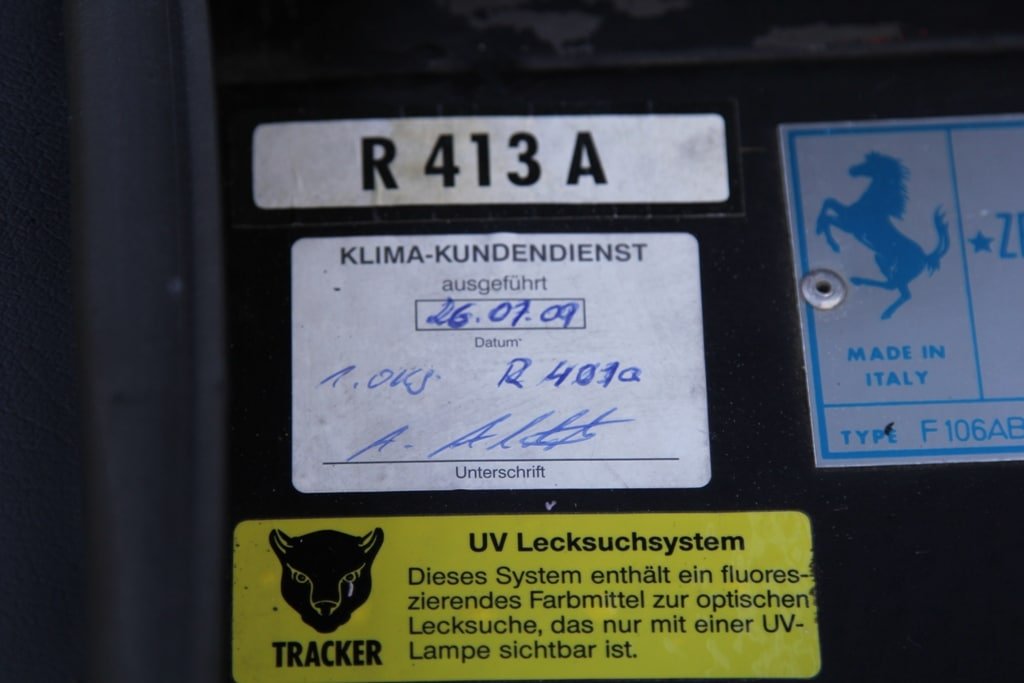 R 413 A
KLIMA-KUNDENDIENST
ausgeführt
26.07.09
Datum
1.0kg R 401a
Unterschrift
MADE IN
ITALY
TYPE F 106AB
UV Lecksuchsystem
Dieses System enthält ein fluores-
zierendes Farbmittel zur optischen
Lecksuche, das nur mit einer UV-
Lampe sichtbar ist.
TRACKER